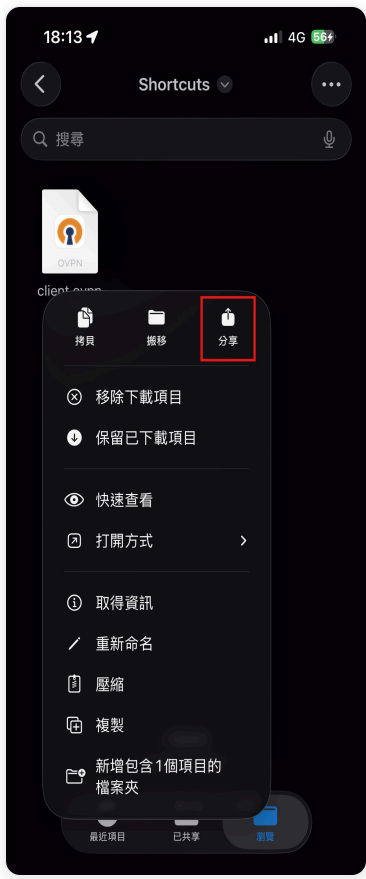 18:13
4G
56
Shortcuts
搜尋
OVPN
client.ovpn
拷貝
搬移
分享
移除下載項目
保留已下載項目
快速查看
打開方式
取得資訊
重新命名
壓縮
複製
新增包含1個項目的
檔案夾
最近項目
已共享
瀏覽